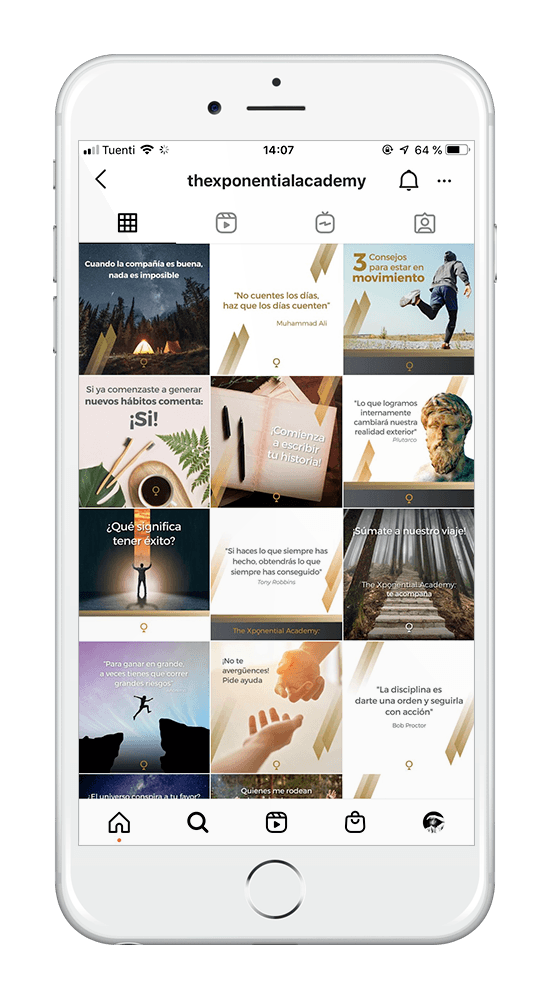 Tuenti
14:07
64 %
thexponentialacademy
Cuando la compañía es buena,
nada es imposible
"No cuentes los días,
haz que los días cuenten"
Muhammad Ali
3 Consejos
para estar en
movimiento
Si ya comenzaste a generar
nuevos hábitos comenta:
¡Si!
¡Comienza
a escribir
tu historia!
"Lo que logramos
internamente
cambiará nuestra
realidad exterior"
Plutarco
¿Qué significa
tener éxito?
"Si haces lo que siempre has
hecho, obtendrás lo que
siempre has conseguido"
Tony Robbins
The Xponential Academy:
¡Súmate a nuestro viaje!
The Xponential Academy:
te acompaña
"Para ganar en grande,
a veces tienes que correr
grandes riesgos"
¡No te
avergünces!
Pide ayuda
"La disciplina es
darte una orden y seguirla
con acción"
Bob Proctor
¿El universo conspira a tu favor?
Quienes me rodean